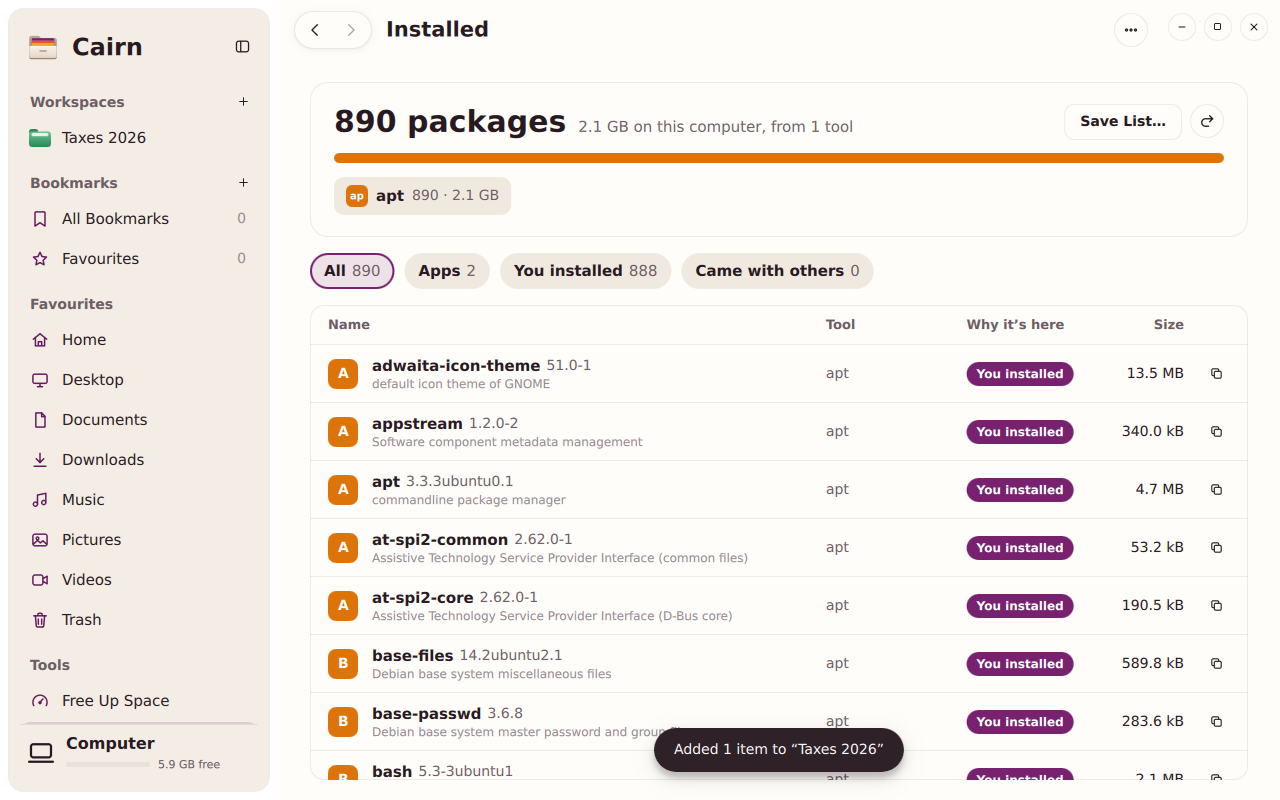 Cairn
Installed
Workspaces
Taxes 2026
Bookmarks
All Bookmarks 0
Favourites 0
Favourites
Home
Desktop
Documents
Downloads
Music
Pictures
Videos
Trash
Tools
Free Up Space
Computer
5.9 GB free
890 packages 2.1 GB on this computer, from 1 tool
Save List…
ap apt 890 · 2.1 GB
All 890 Apps 2 You installed 888 Came with others 0
Name Tool Why it’s here Size
A adwaita-icon-theme 51.0-1 apt You installed 13.5 MB
default icon theme of GNOME
A appstream 1.2.0-2 apt You installed 340.0 kB
Software component metadata management
A apt 3.3.3ubuntu0.1 apt You installed 4.7 MB
commandline package manager
A at-spi2-common 2.62.0-1 apt You installed 53.2 kB
Assistive Technology Service Provider Interface (common files)
A at-spi2-core 2.62.0-1 apt You installed 190.5 kB
Assistive Technology Service Provider Interface (D-Bus core)
B base-files 14.2ubuntu2.1 apt You installed 589.8 kB
Debian base system miscellaneous files
B base-passwd 3.6.8 apt You installed 283.6 kB
Debian base system master password and group
B bash 5.3-3ubuntu1 apt You installed 2.1 MB
Added 1 item to “Taxes 2026”